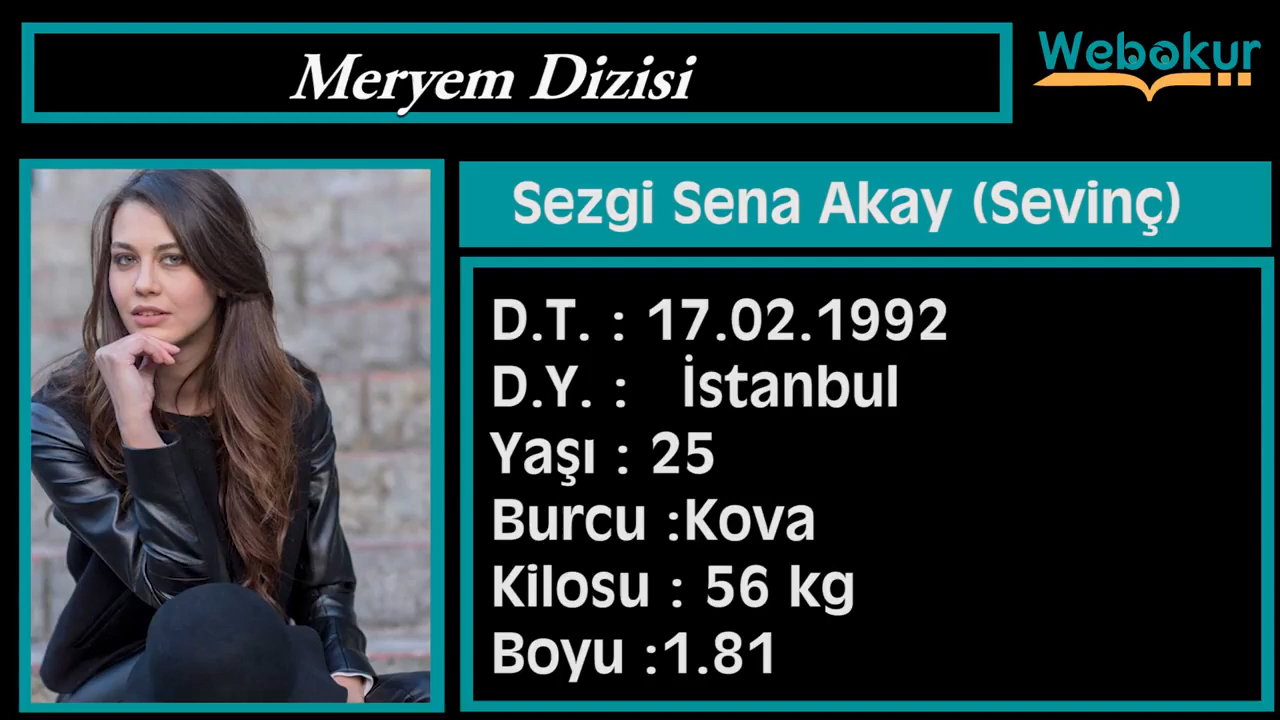 Meryem Dizisi
Webokur
Sezgi Sena Akay (Sevinç)
D.T. : 17.02.1992
D.Y. : İstanbul
Yaşı : 25
Burcu :Kova
Kilosu : 56 kg
Boyu :1.81